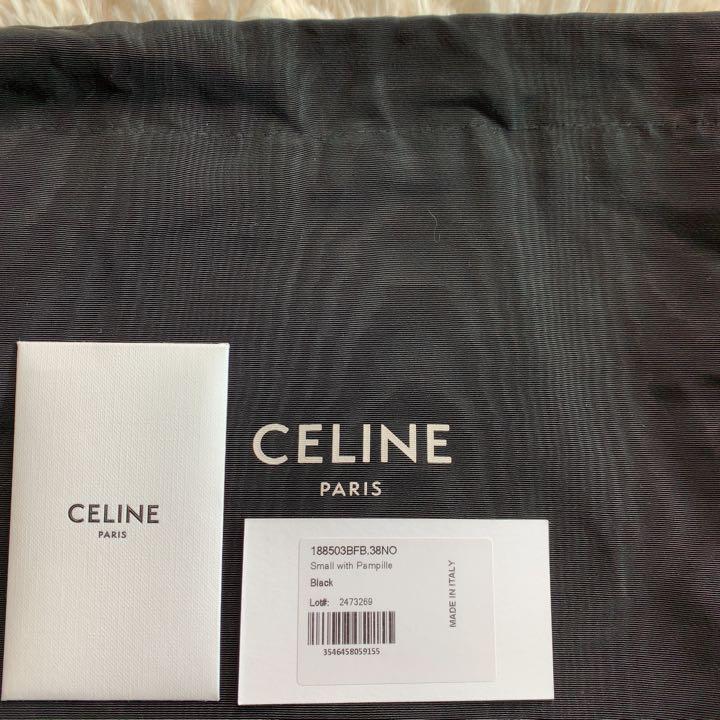 CELINE
PARIS
CELINE
PARIS
188503BFB.38NO
Small with Pampille
Black
Lot#: 2473269
3546458059155
MADE IN ITALY